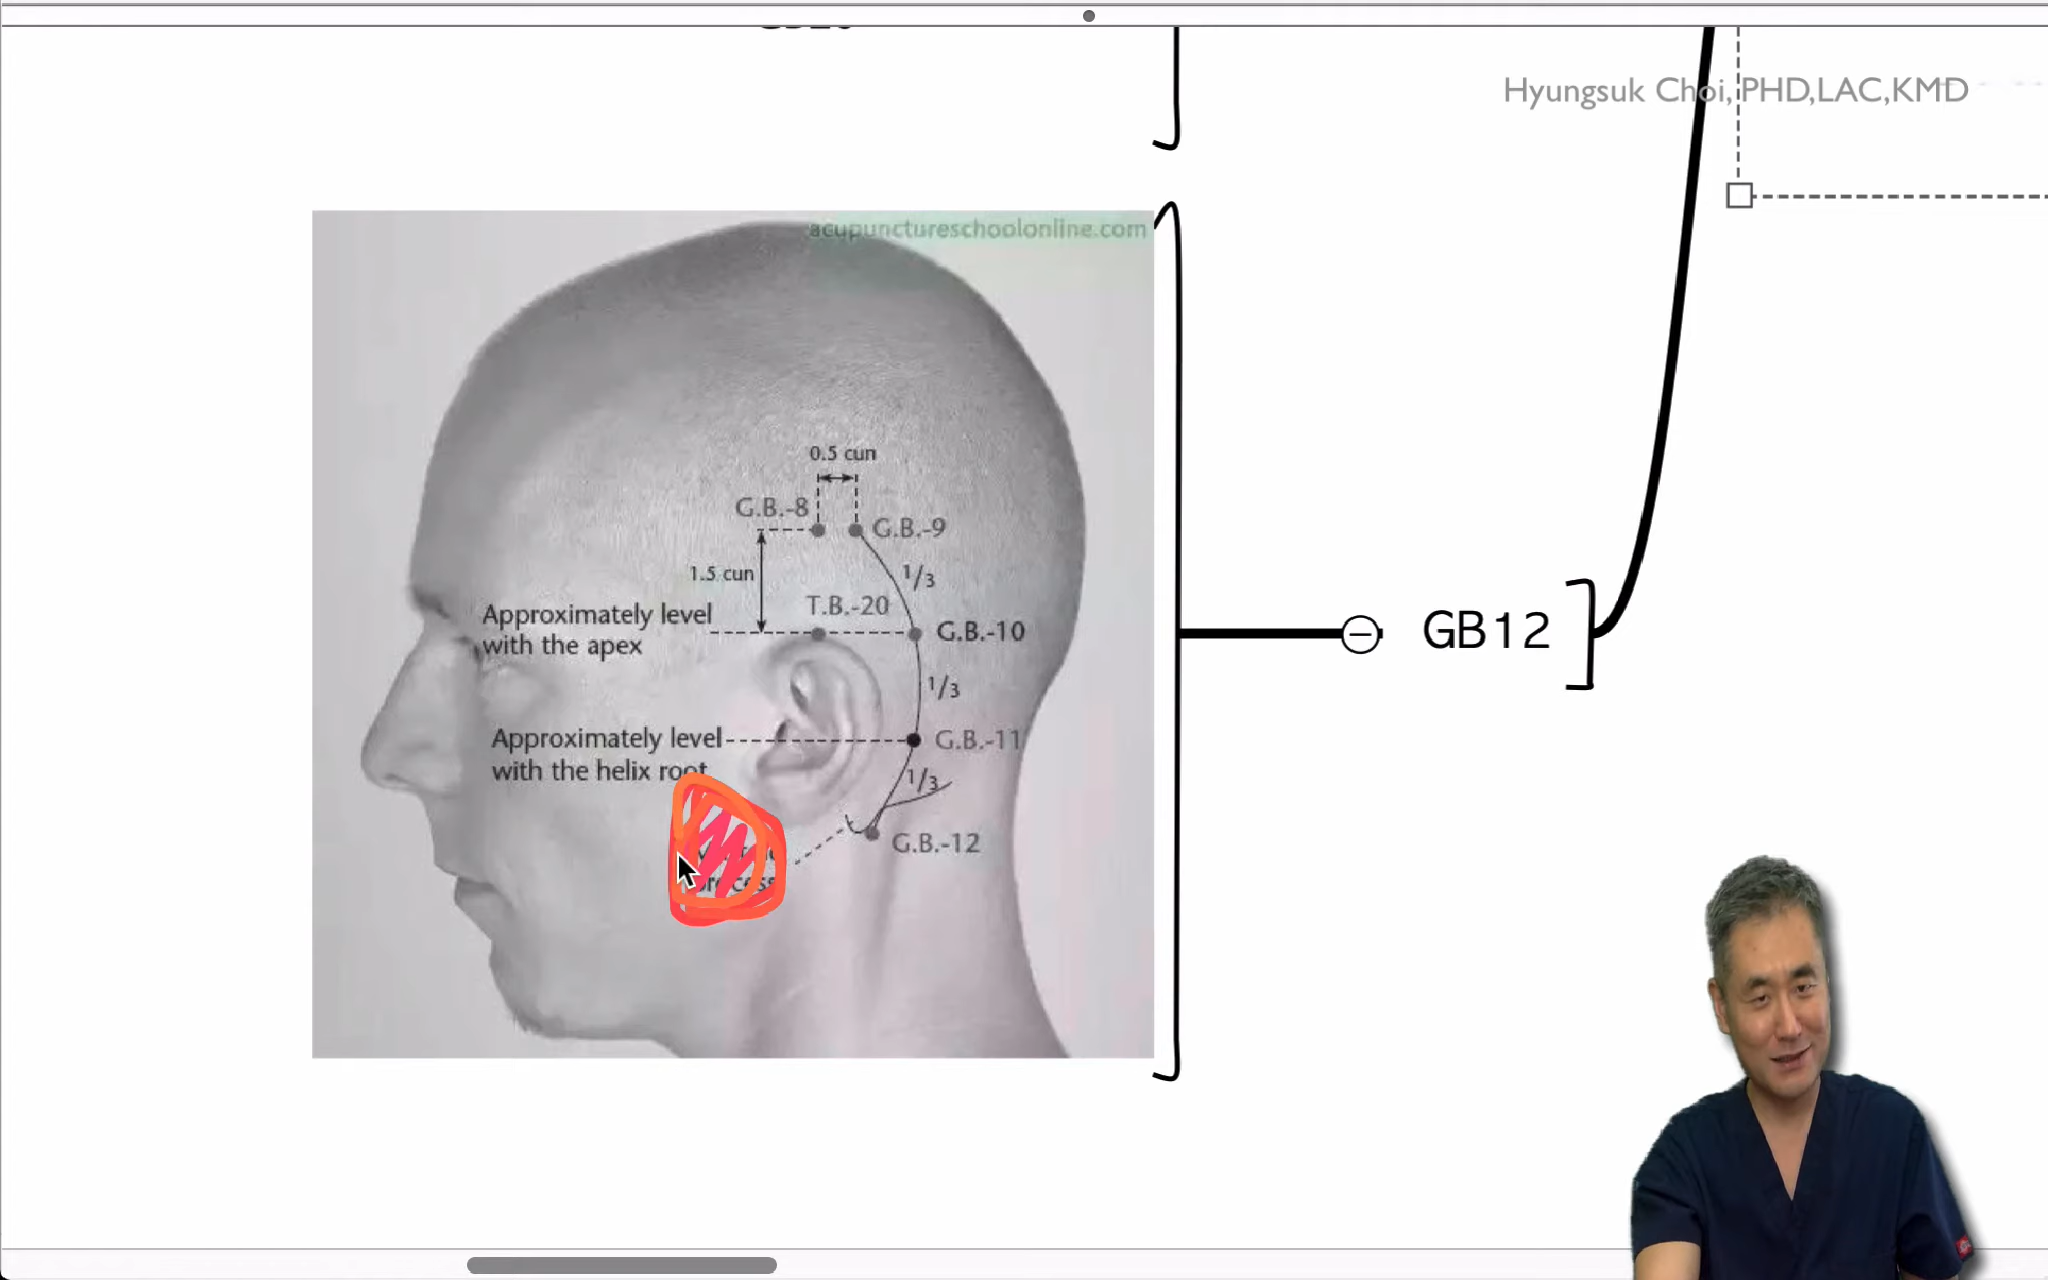 Hyungsuk Choi, PHD,LAC,KMD
acupunctureschoolonline.com
0.5 cun
G.B.-8
G.B.-9
1.5 cun
1/3
T.B.-20
Approximately level
with the apex
G.B.-10
1/3
GB12
Approximately level
with the helix root
G.B.-11
1/3
G.B.-12
process